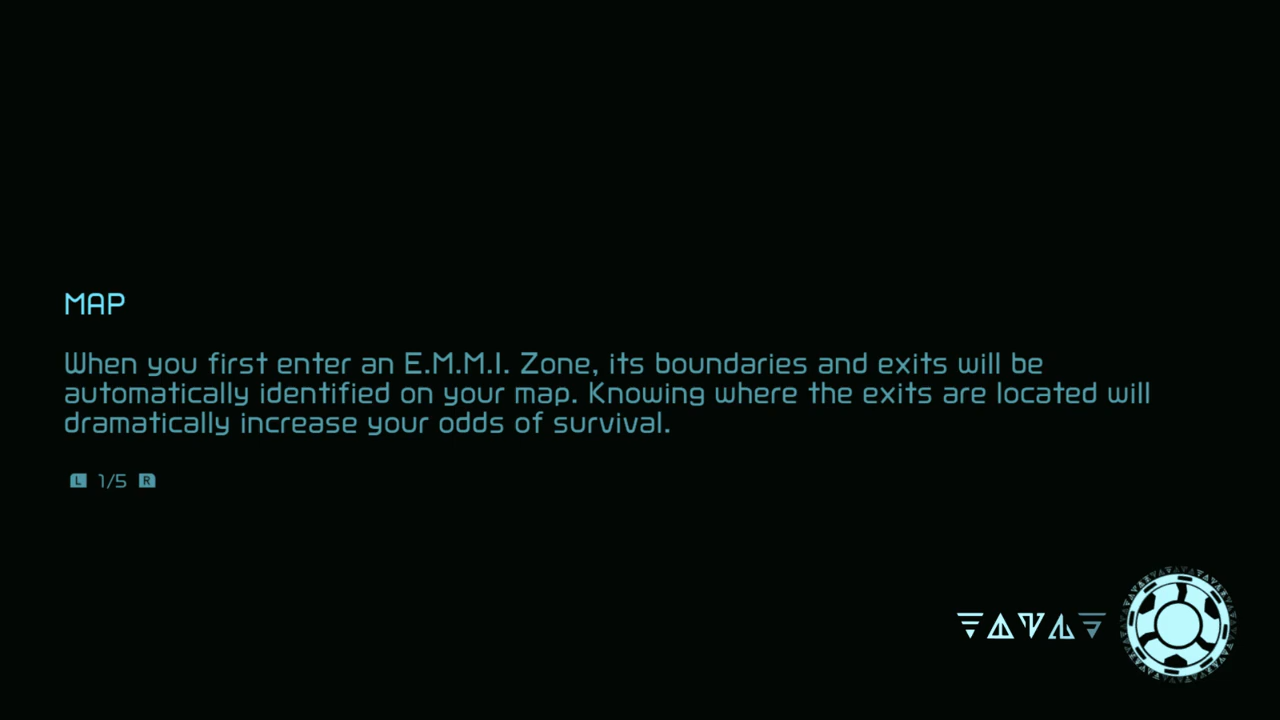 MAP
When you first enter an E.M.M.I. Zone, its boundaries and exits will be
automatically identified on your map. Knowing where the exits are located will
dramatically increase your odds of survival.
L 1/5 R